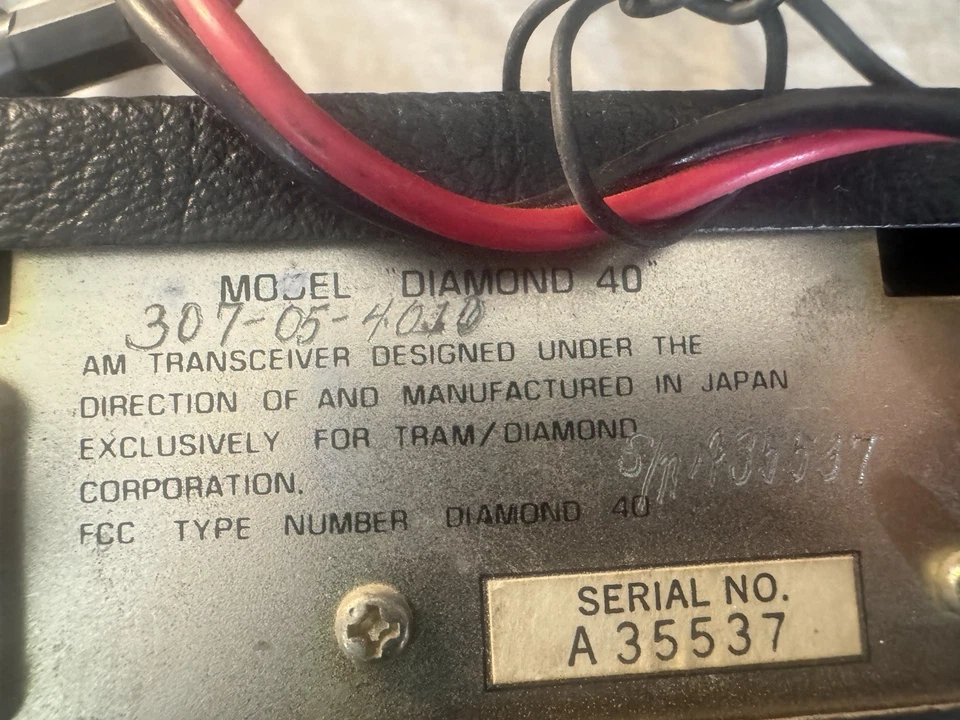 MODEL "DIAMOND 40"
307-05-4010
AM TRANSCEIVER DESIGNED UNDER THE
DIRECTION OF AND MANUFACTURED IN JAPAN
EXCLUSIVELY FOR TRAM/DIAMOND
S/n A35537
CORPORATION.
FCC TYPE NUMBER DIAMOND 40
SERIAL NO.
A 35537